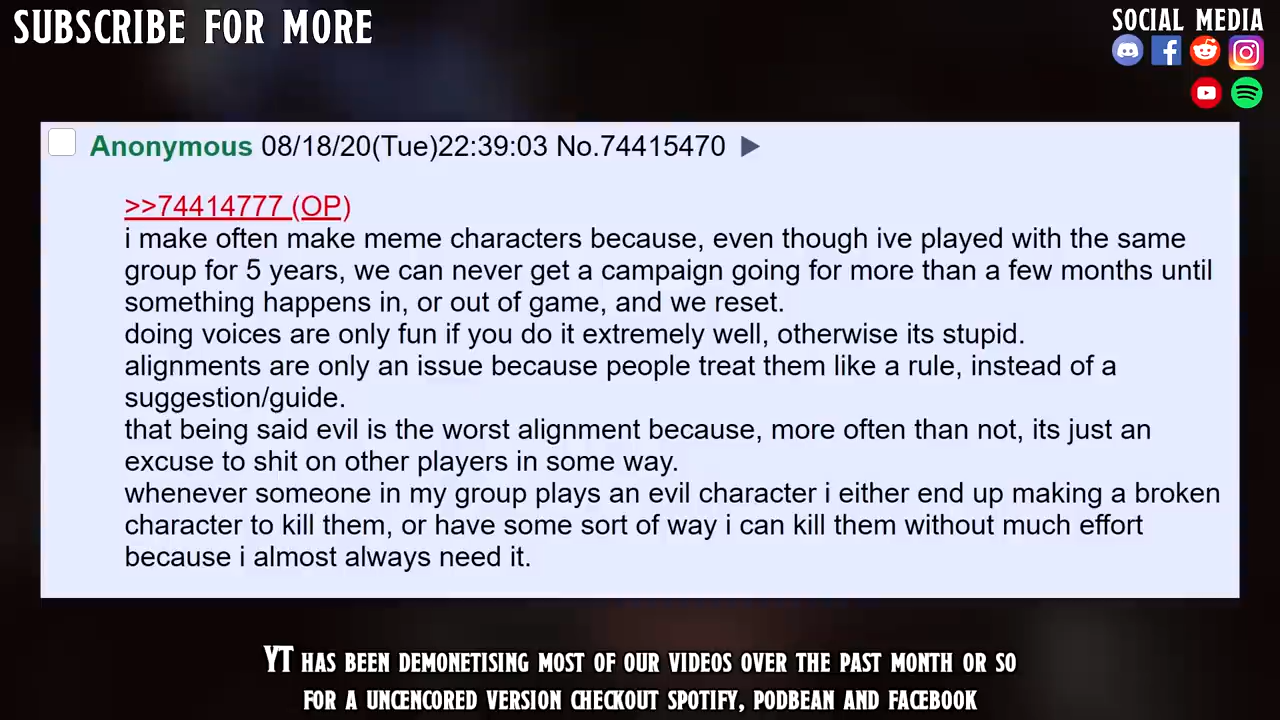 SUBSCRIBE FOR MORE
SOCIAL MEDIA
Anonymous 08/18/20(Tue)22:39:03 No.74415470
>>74414777 (OP)
i make often make meme characters because, even though ive played with the same
group for 5 years, we can never get a campaign going for more than a few months until
something happens in, or out of game, and we reset.
doing voices are only fun if you do it extremely well, otherwise its stupid.
alignments are only an issue because people treat them like a rule, instead of a
suggestion/guide.
that being said evil is the worst alignment because, more often than not, its just an
excuse to shit on other players in some way.
whenever someone in my group plays an evil character i either end up making a broken
character to kill them, or have some sort of way i can kill them without much effort
because i almost always need it.
YT HAS BEEN DEMONETISING MOST OF OUR VIDEOS OVER THE PAST MONTH OR SO
FOR A UNCENCORED VERSION CHECKOUT SPOTIFY, PODBEAN AND FACEBOOK